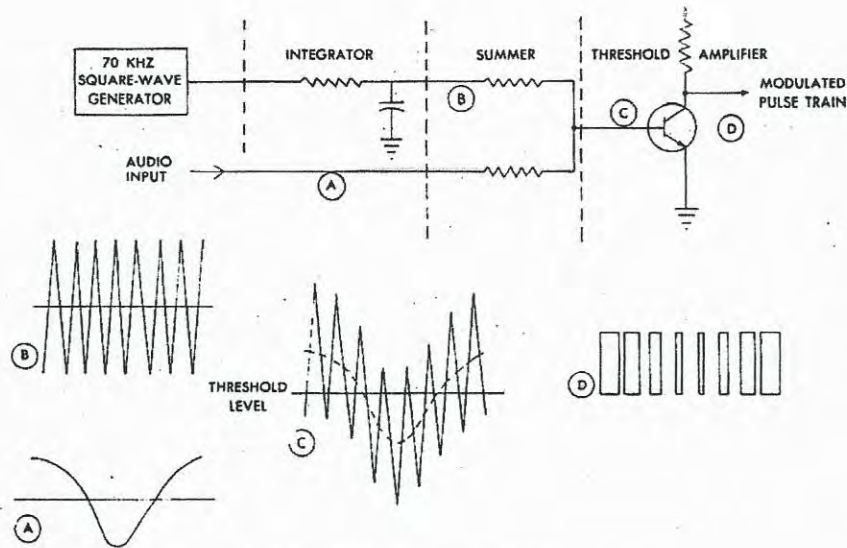 INTEGRATOR
SUMMER
THRESHOLD AMPLIFIER
70 KHZ
SQUARE-WAVE
GENERATOR
MODULATED
PULSE TRAIN
B
C
D
AUDIO
INPUT
A
B
THRESHOLD
LEVEL
C
D
A